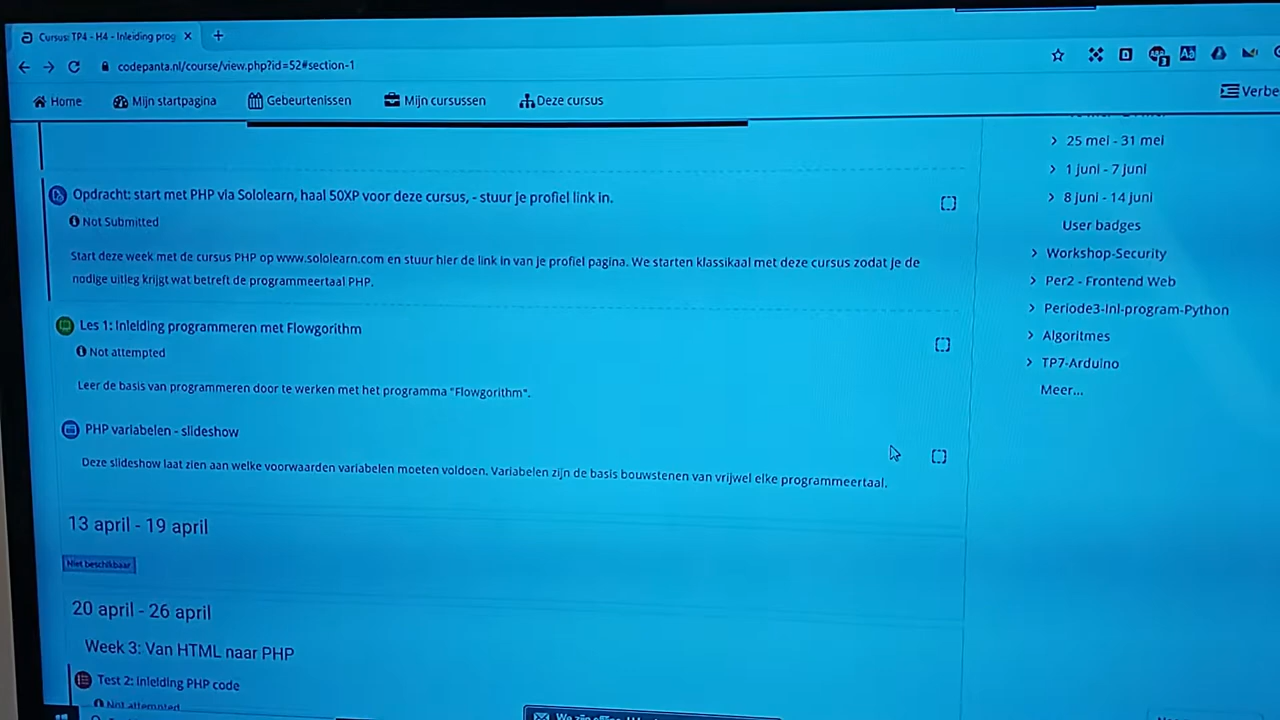 Cursus: TP4 - H4 - Inleiding prog
codepanta.nl/course/view.php?id=52#section-1
Home Mijn startpagina Gebeurtenissen Mijn cursussen Deze cursus
25 mei - 31 mei
1 juni - 7 juni
8 juni - 14 juni
User badges
Workshop-Security
Per2 - Frontend Web
Periode3-Inl-program-Python
Algoritmes
TP7-Arduino
Meer...
Opdracht: start met PHP via Sololearn, haal 50XP voor deze cursus, - stuur je profiel link in.
Not Submitted
Start deze week met de cursus PHP op www.sololearn.com en stuur hier de link in van je profiel pagina. We starten klassikaal met deze cursus zodat je de
nodige uitleg krijgt wat betreft de programmeertaal PHP.
Les 1: Inleiding programmeren met Flowgorithm
Not attempted
Leer de basis van programmeren door te werken met het programma "Flowgorithm".
PHP variabelen - slideshow
Deze slideshow laat zien aan welke voorwaarden variabelen moeten voldoen. Variabelen zijn de basis bouwstenen van vrijwel elke programmeertaal.
13 april - 19 april
Niet beschikbaar
20 april - 26 april
Week 3: Van HTML naar PHP
Test 2: Inleiding PHP code
Not attempted